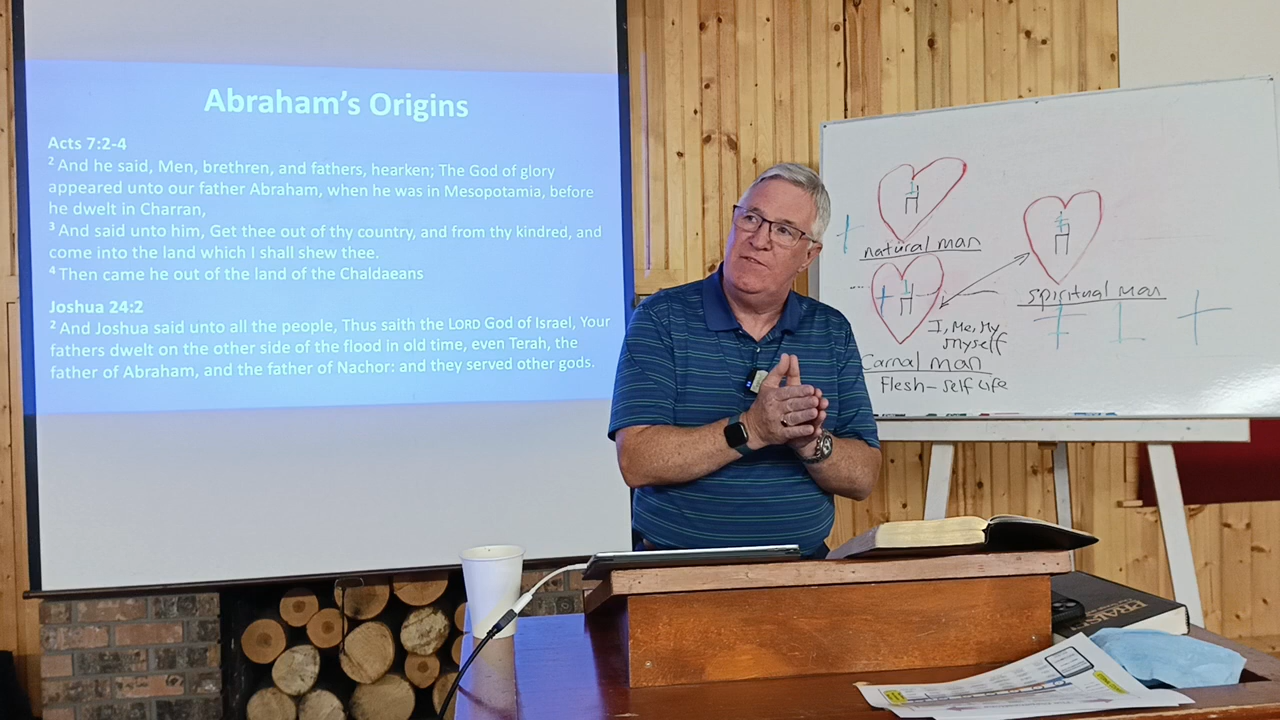 Abraham's Origins
Acts 7:2-4
2 And he said, Men, brethren, and fathers, hearken; The God of glory
appeared unto our father Abraham, when he was in Mesopotamia, before
he dwelt in Charran,
3 And said unto him, Get thee out of thy country, and from thy kindred, and
come into the land which I shall shew thee.
4 Then came he out of the land of the Chaldaeans
Joshua 24:2
2 And Joshua said unto all the people, Thus saith the LORD God of Israel, Your
fathers dwelt on the other side of the flood in old time, even Terah, the
father of Abraham, and the father of Nachor: and they served other gods.
natural man
spiritual man
I, Me, My
Myself
Carnal man
Flesh - self life